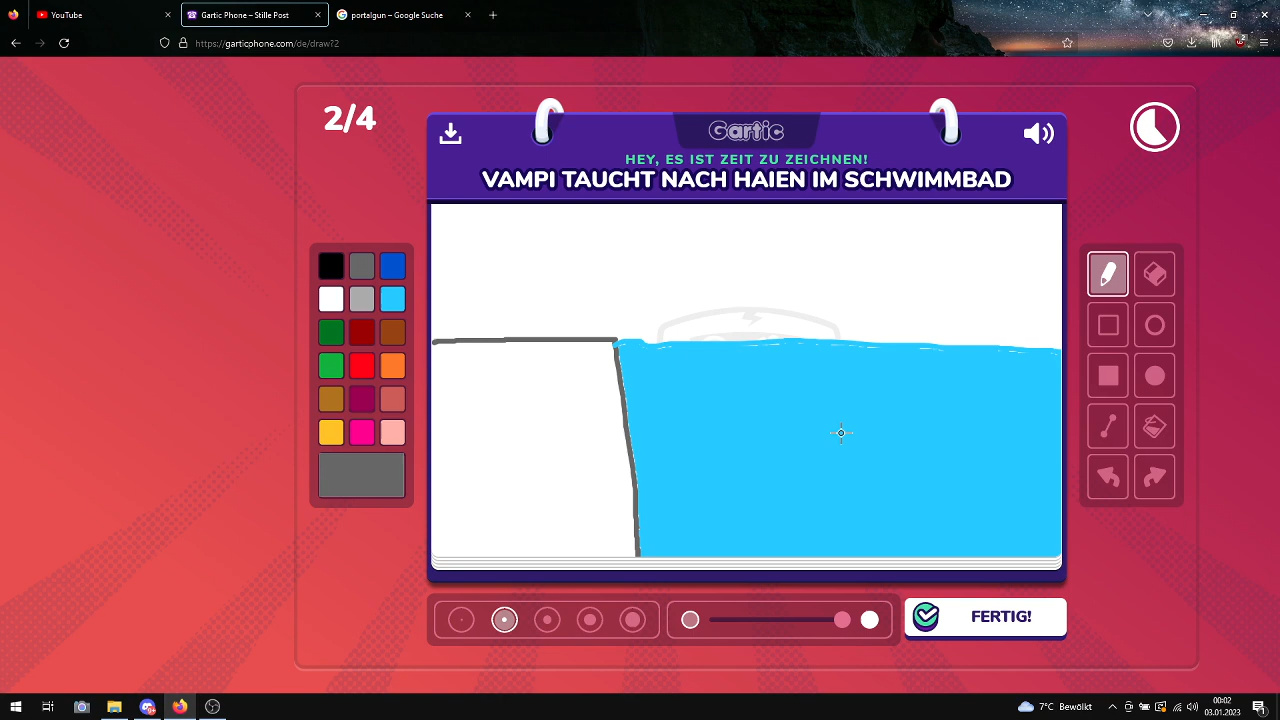 YouTube
Gartic Phone – Stille Post
portalgun – Google Suche
https://garticphone.com/de/draw?2
2/4
Gartic
HEY, ES IST ZEIT ZU ZEICHNEN!
VAMPI TAUCHT NACH HAIEN IM SCHWIMMBAD
FERTIG!
7°C Bewölkt
00:02
03.01.2023